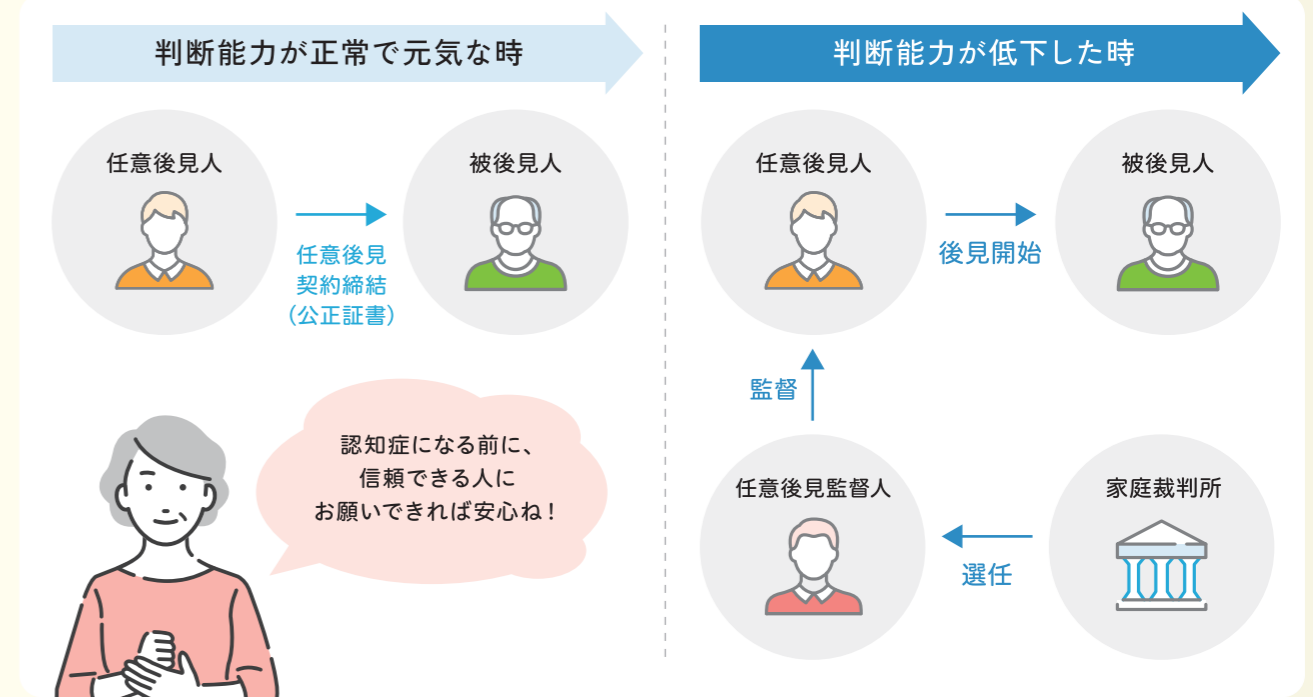 判断能力が正常で元気な時
任意後見人
被後見人
任意後見
契約締結
（公正証書）
認知症になる前に、
信頼できる人に
お願いできれば安心ね！
判断能力が低下した時
任意後見人
被後見人
後見開始
監督
任意後見監督人
家庭裁判所
選任